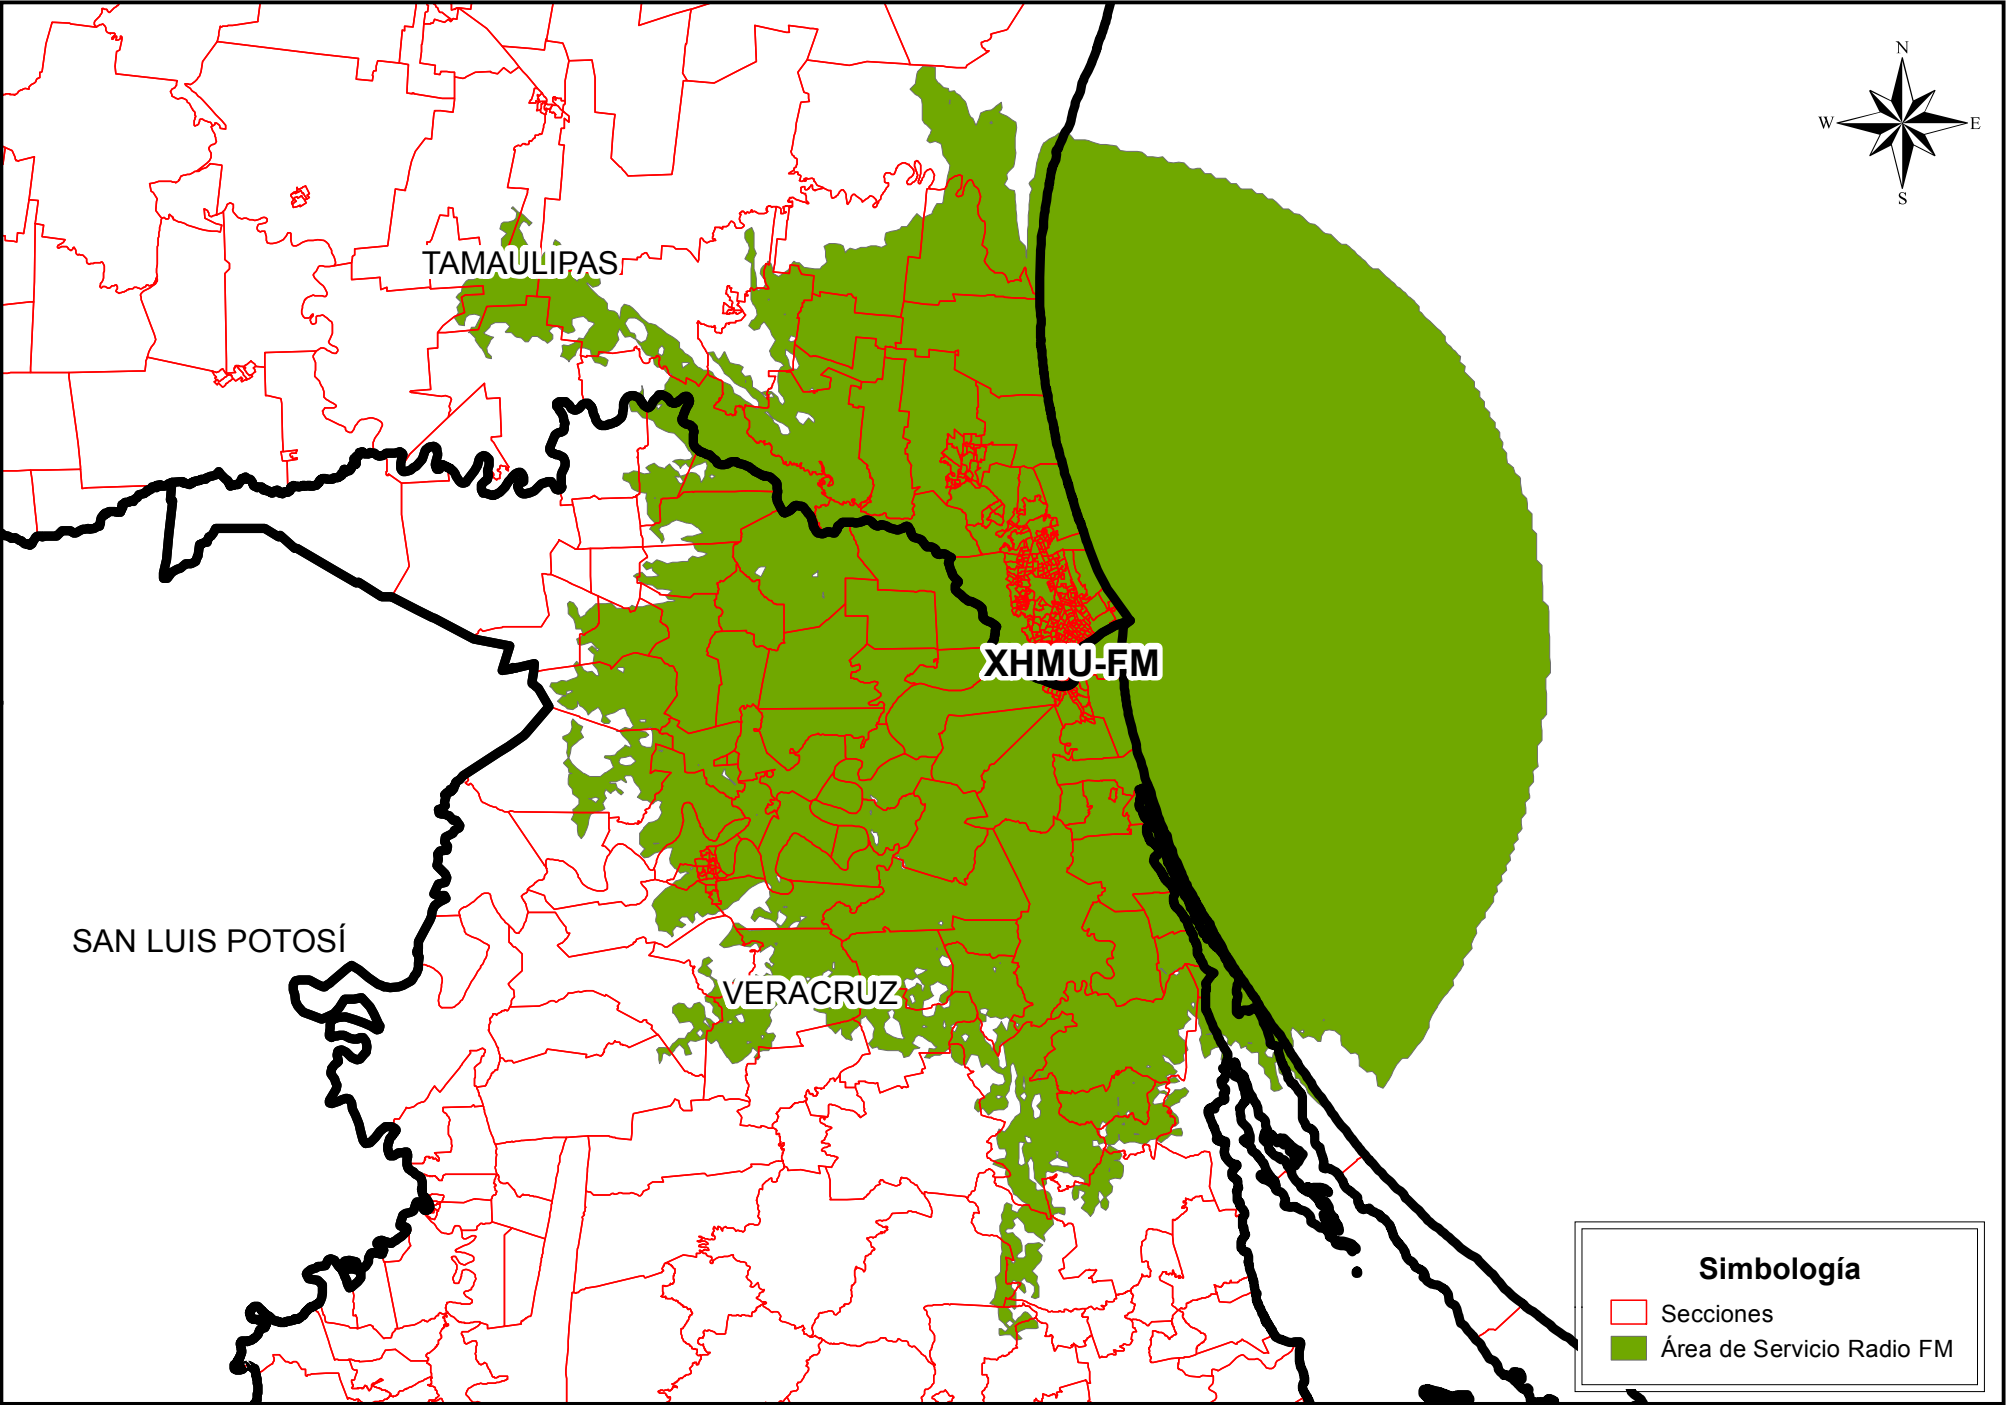 N
W E
S
TAMAULIPAS
XHMU-FM
SAN LUIS POTOSÍ
VERACRUZ
Simbología
Secciones
Área de Servicio Radio FM